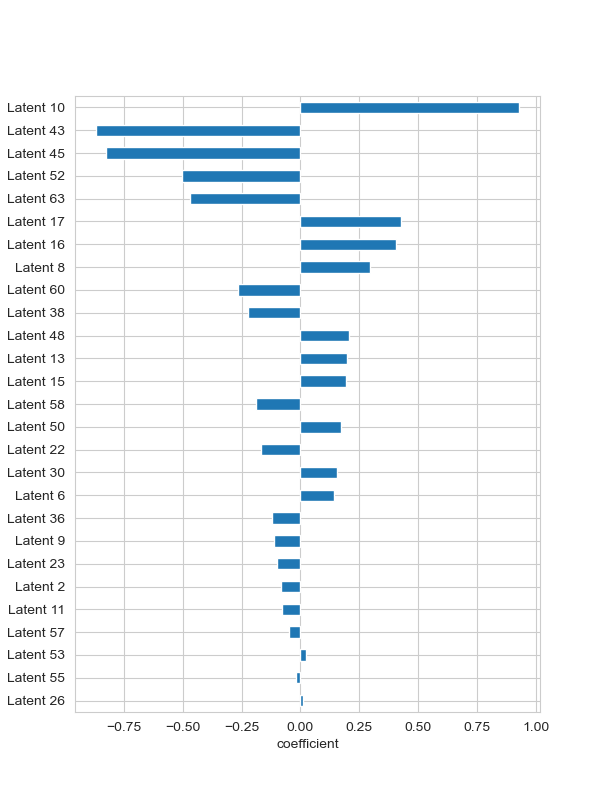 Latent 10
Latent 43
Latent 45
Latent 52
Latent 63
Latent 17
Latent 16
Latent 8
Latent 60
Latent 38
Latent 48
Latent 13
Latent 15
Latent 58
Latent 50
Latent 22
Latent 30
Latent 6
Latent 36
Latent 9
Latent 23
Latent 2
Latent 11
Latent 57
Latent 53
Latent 55
Latent 26
−0.75 −0.50 −0.25 0.00 0.25 0.50 0.75 1.00
coefficient